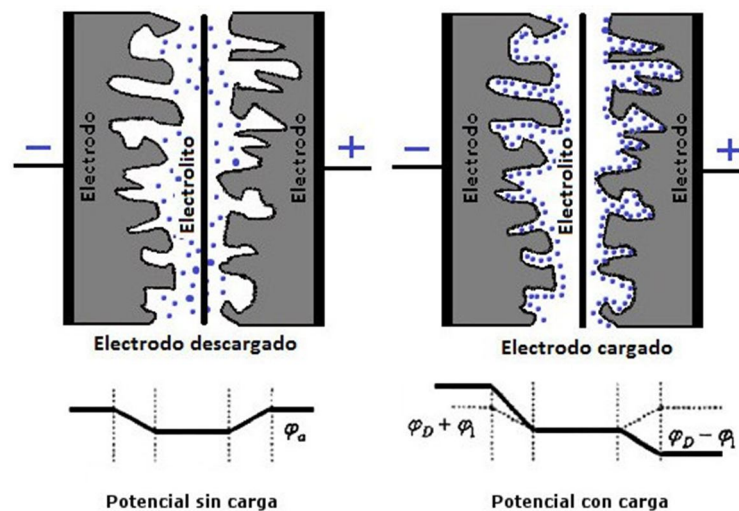 −
Electrodo
Electrolito
Electrodo
+
−
Electrodo
Electrolito
Electrodo
+
Electrodo descargado
Electrodo cargado
φa
φD + φ1
φD − φ1
Potencial sin carga
Potencial con carga